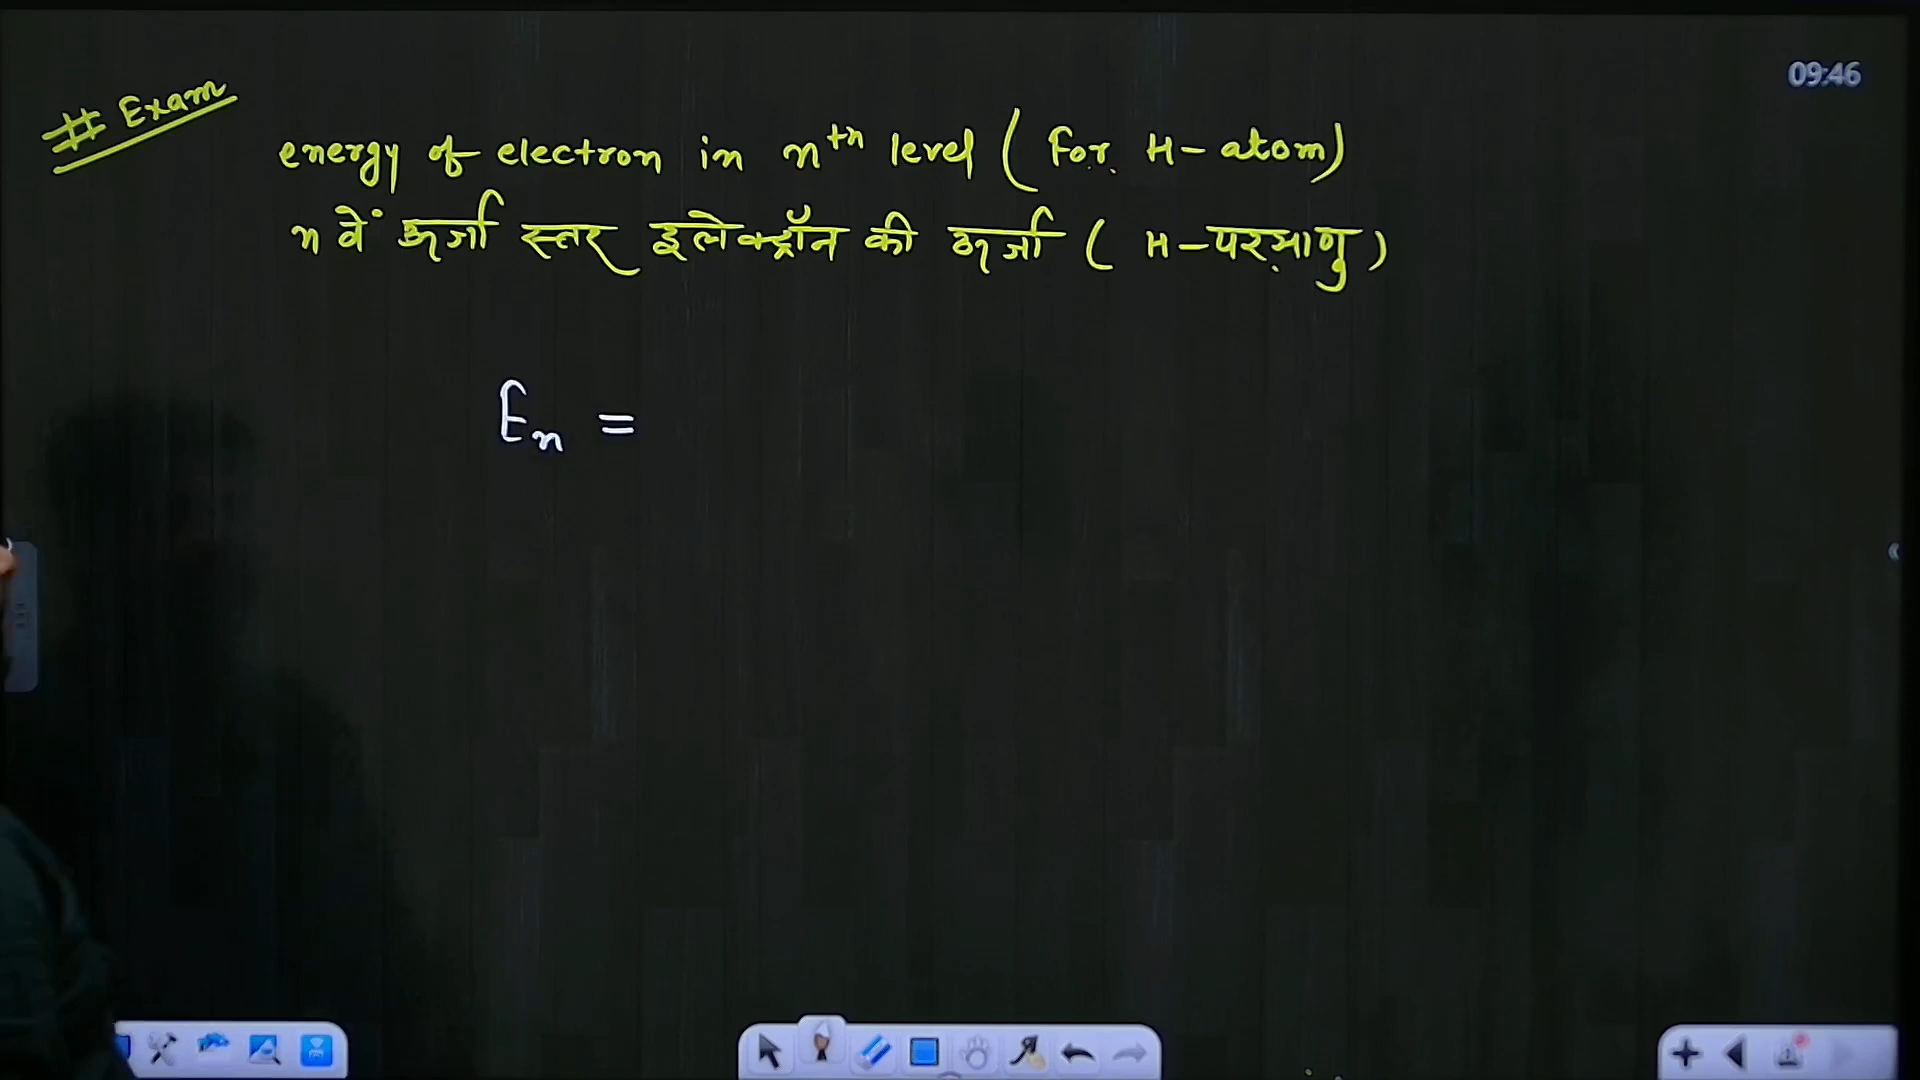 09:46
# Exam
energy of electron in nth level (for H-atom)
n वें ऊर्जा स्तर इलेक्ट्रॉन की ऊर्जा (H-परमाणु)
En =